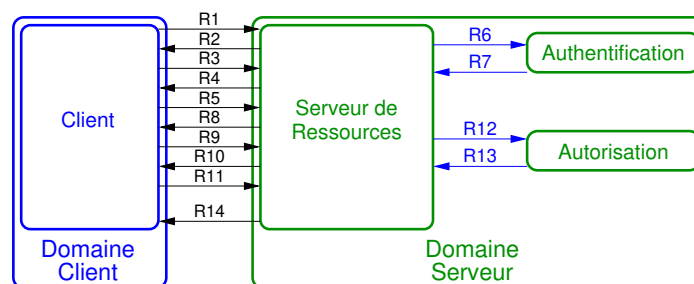 R1
R2
R3
R4
R5
R8
R9
R10
R11
R14
Client
Serveur de
Ressources
R6
R7
R12
R13
Authentification
Autorisation
Domaine
Client
Domaine
Serveur